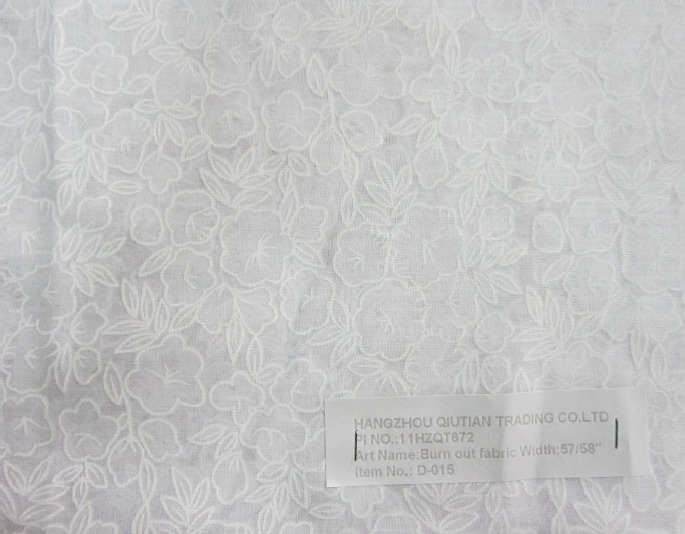 HANGZHOU QIUTIAN TRADING CO.LTD
PI NO.:11HZQT672
Art Name:Burn out fabric Width:57/58"
Item No.: D-015